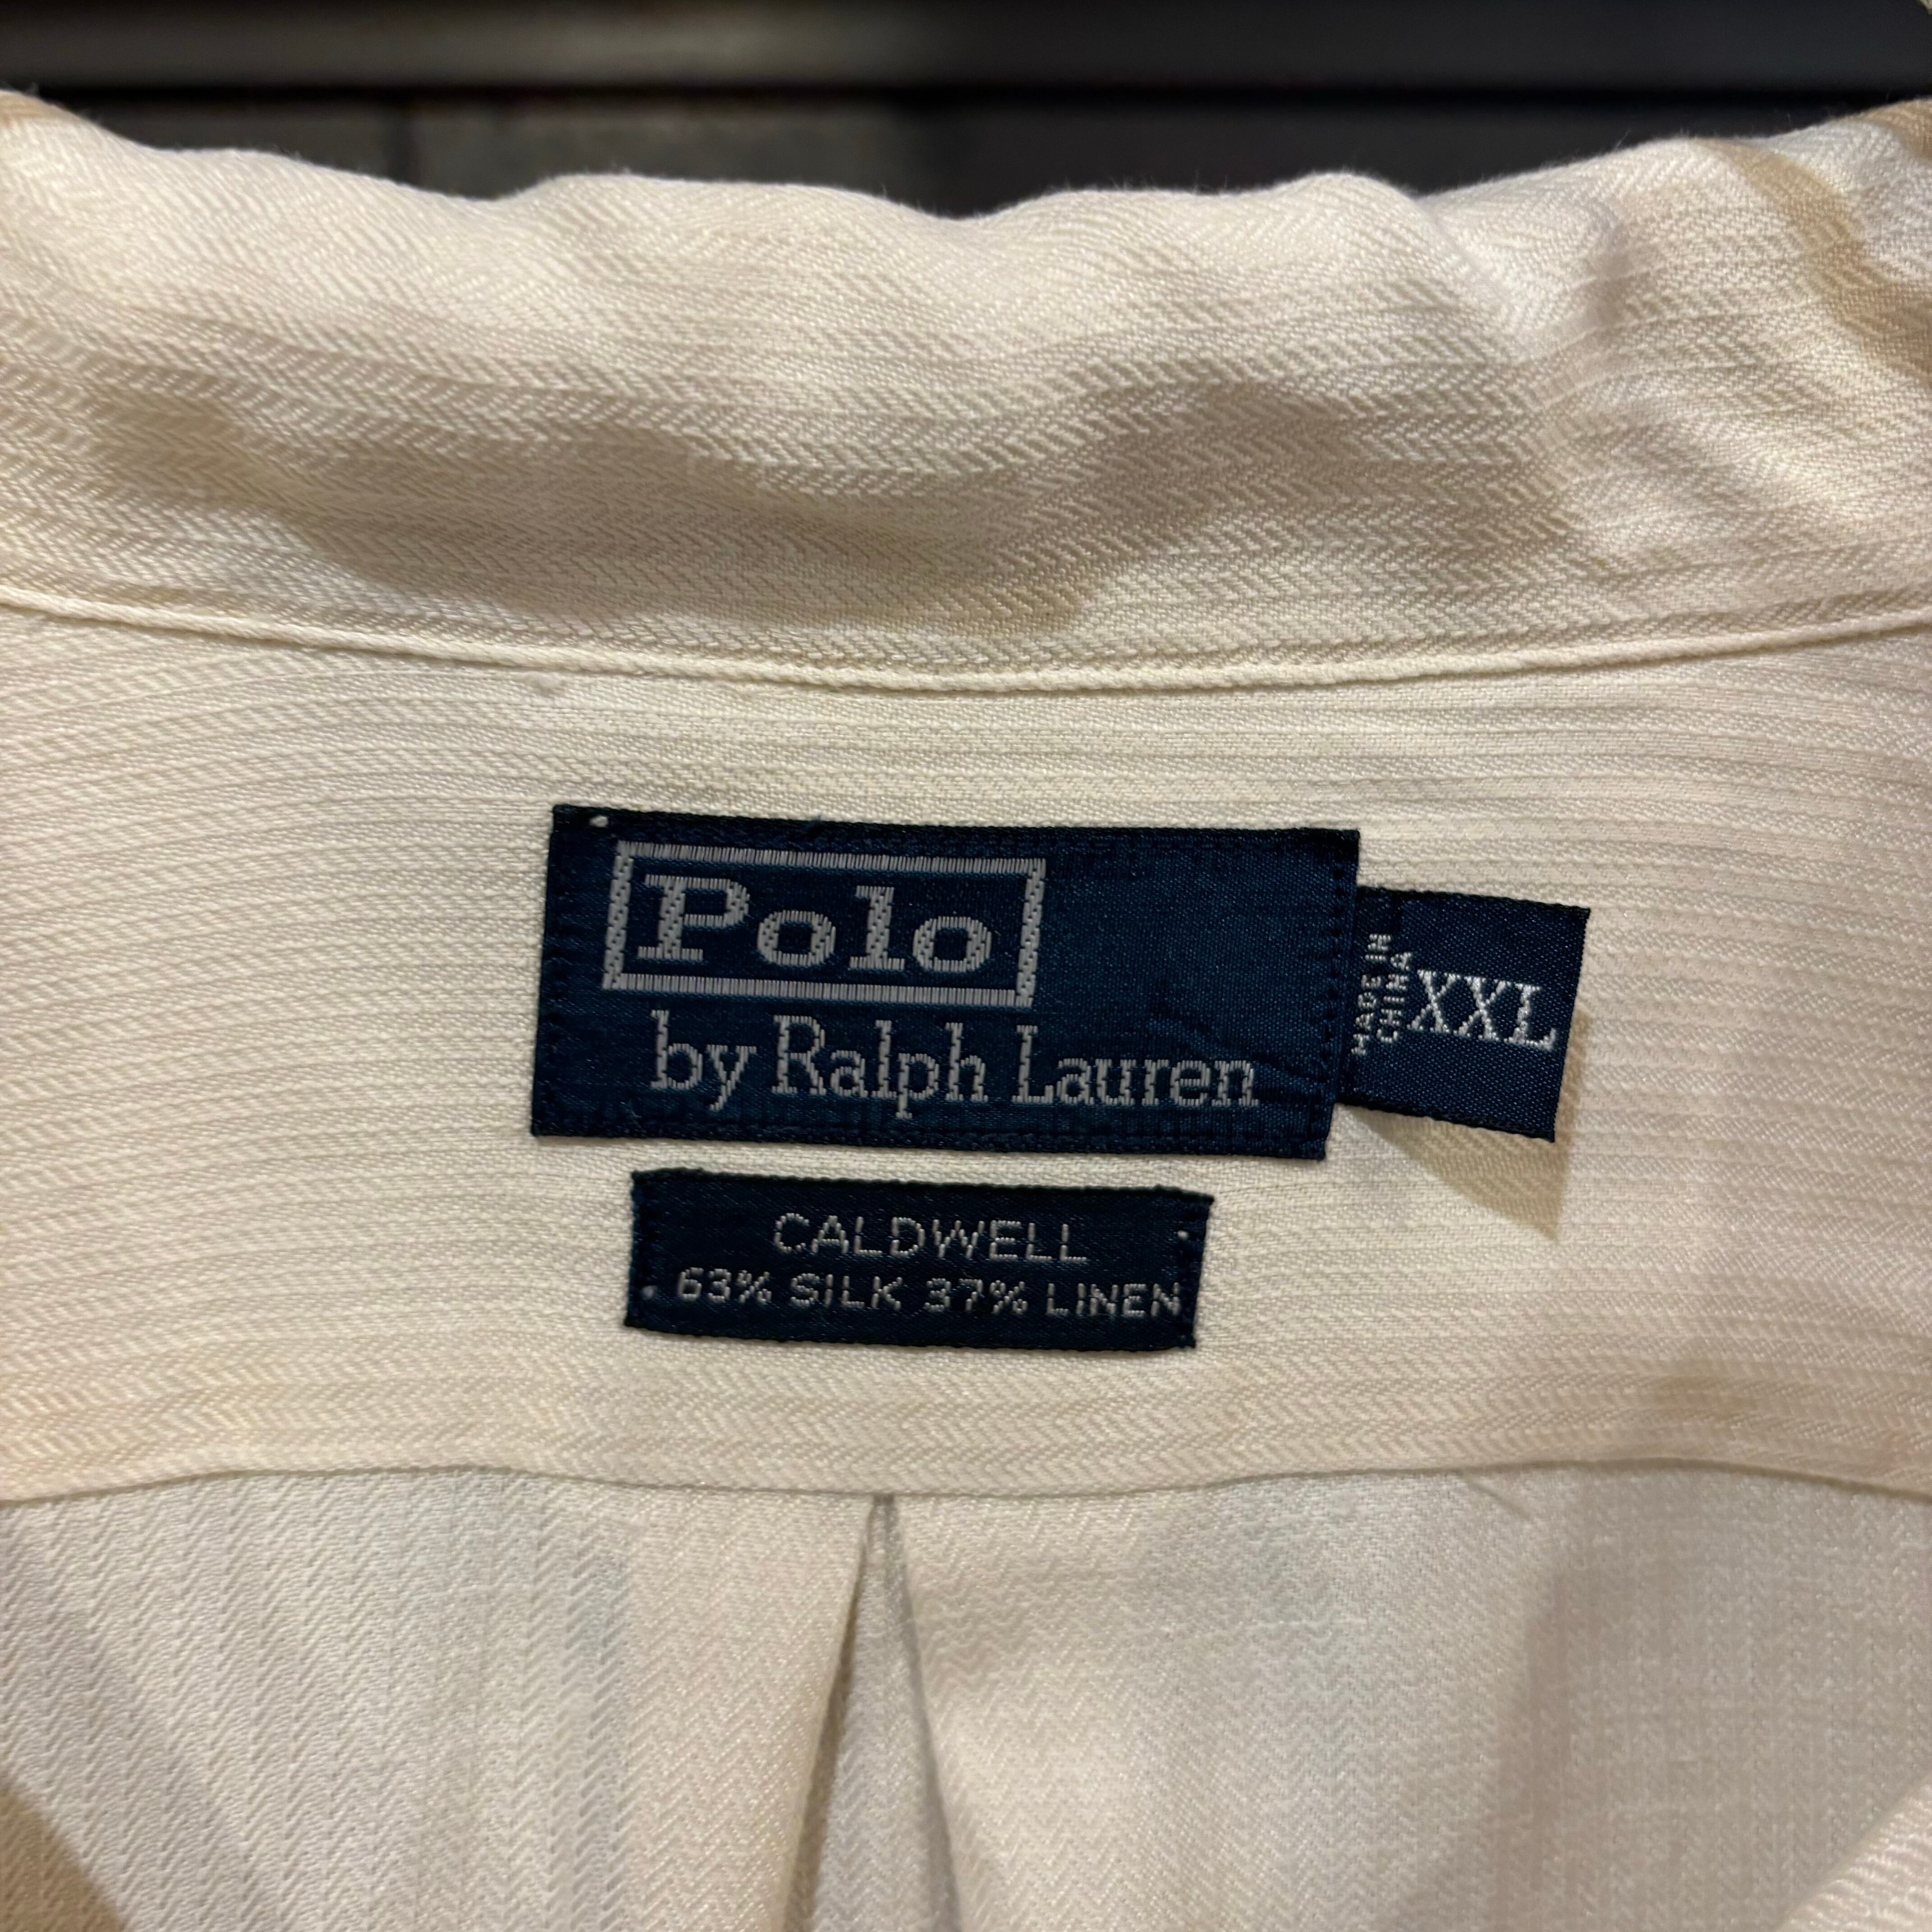 Polo
by Ralph Lauren
MADE IN
CHINA
XXL
CALDWELL
63% SILK 37% LINEN